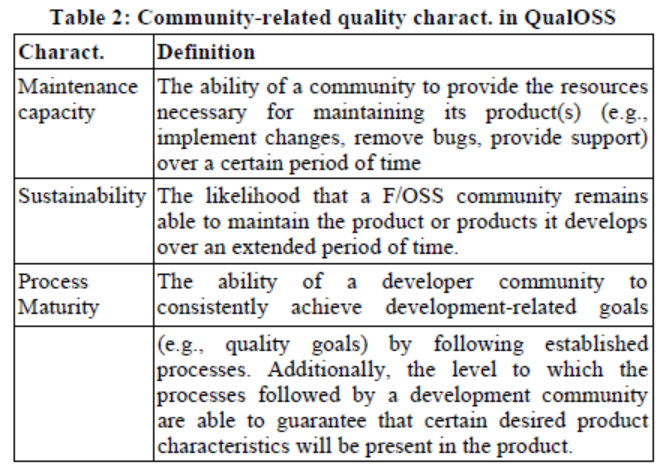 Table 2: Community-related quality charact. in QualOSS
Charact. Definition
Maintenance The ability of a community to provide the resources
capacity necessary for maintaining its product(s) (e.g.,
implement changes, remove bugs, provide support)
over a certain period of time
Sustainability The likelihood that a F/OSS community remains
able to maintain the product or products it develops
over an extended period of time.
Process The ability of a developer community to
Maturity consistently achieve development-related goals
(e.g., quality goals) by following established
processes. Additionally, the level to which the
processes followed by a development community
are able to guarantee that certain desired product
characteristics will be present in the product.